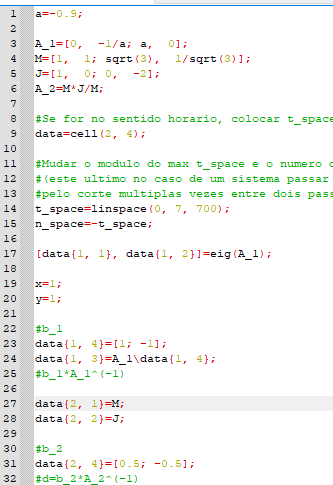 1 a=-0.9;
2
3 A_1=[0, -1/a; a, 0];
4 M=[1, 1; sqrt(3), 1/sqrt(3)];
5 J=[1, 0; 0, -2];
6 A_2=M*J/M;
7
8 #Se for no sentido horario, colocar t_space
9 data=cell(2, 4);
10
11 #Mudar o modulo do max t_space e o numero
12 #(este ultimo no caso de um sistema passar
13 #pelo corte multiplas vezes entre dois pass
14 t_space=linspace(0, 7, 700);
15 n_space=-t_space;
16
17 [data{1, 1}, data{1, 2}]=eig(A_1);
18
19 x=1;
20 y=1;
21
22 #b_1
23 data{1, 4}=[1; -1];
24 data{1, 3}=A_1\data{1, 4};
25 #b_1*A_1^(-1)
26
27 data{2, 1}=M;
28 data{2, 2}=J;
29
30 #b_2
31 data{2, 4}=[0.5; -0.5];
32 #d=b_2*A_2^(-1)